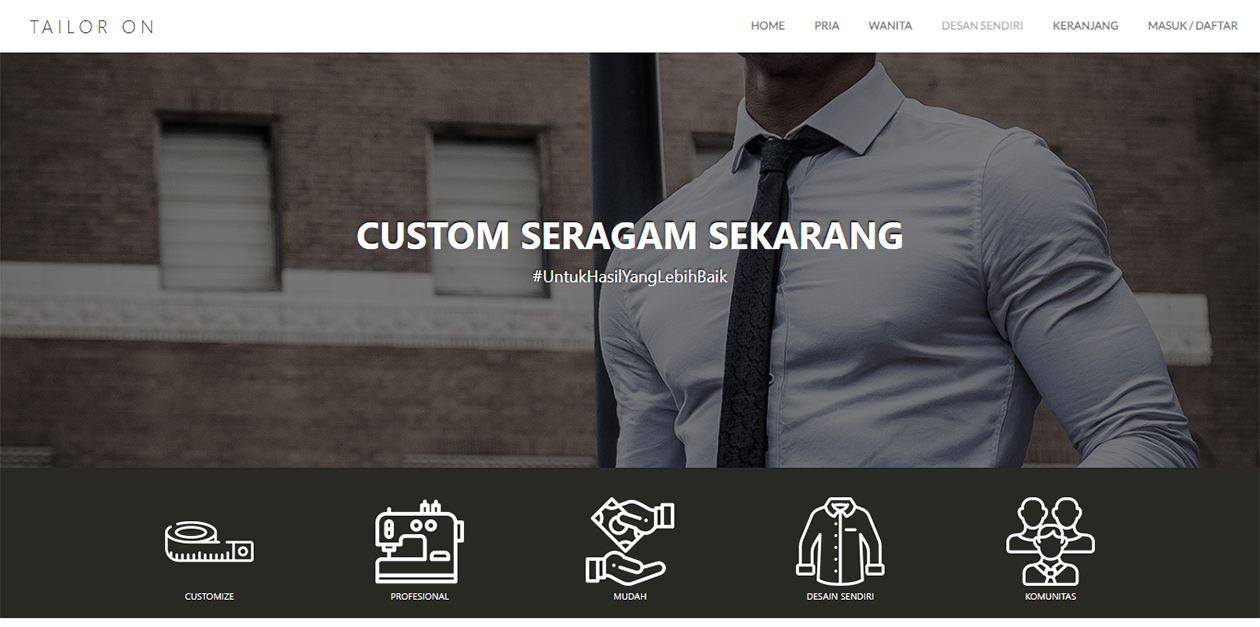 TAILOR ON
HOME PRIA WANITA DESAN SENDIRI KERANJANG MASUK / DAFTAR
CUSTOM SERAGAM SEKARANG
#UntukHasilYangLebihBaik
CUSTOMIZE PROFESIONAL MUDAH DESAIN SENDIRI KOMUNITAS